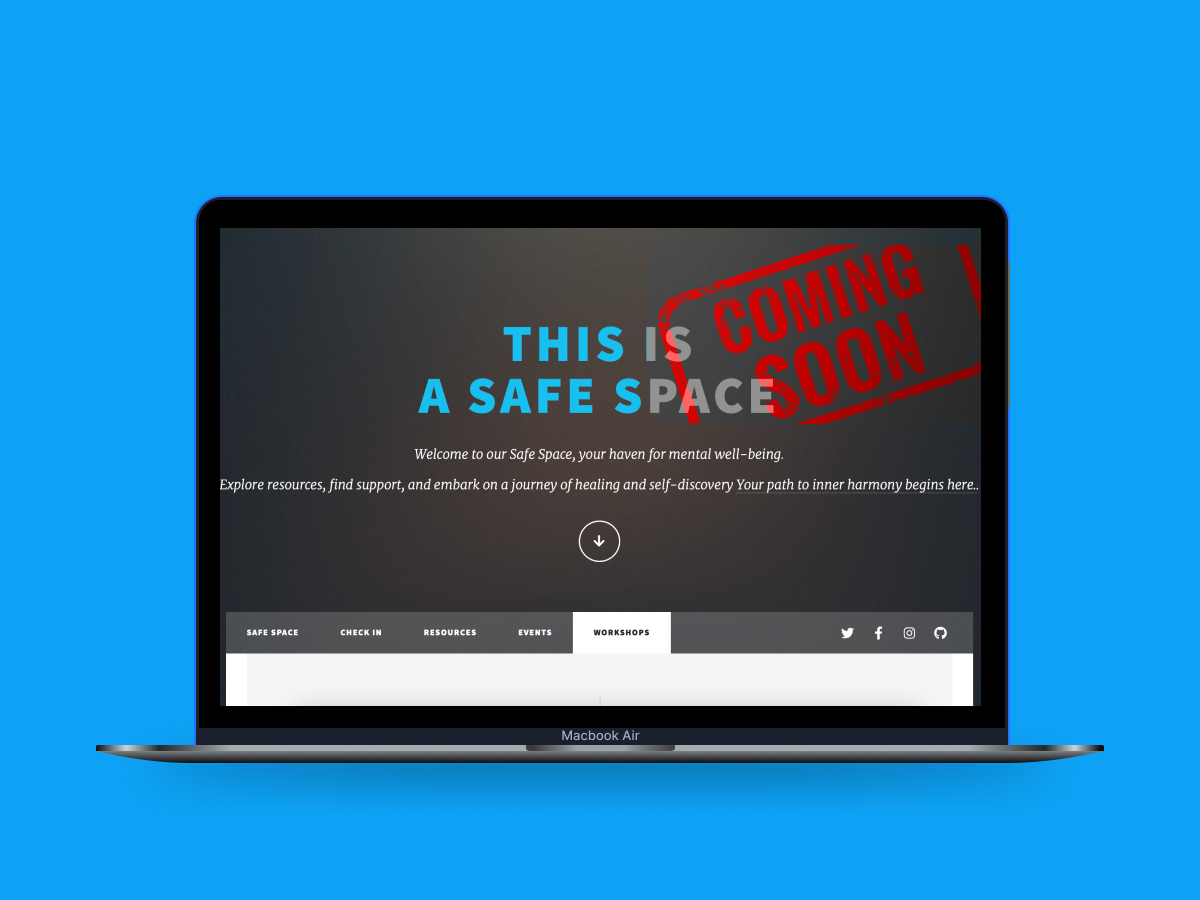 COMING
SOON
THIS IS
A SAFE SPACE
Welcome to our Safe Space, your haven for mental well-being.
Explore resources, find support, and embark on a journey of healing and self-discovery Your path to inner harmony begins here..
SAFE SPACE CHECK IN RESOURCES EVENTS WORKSHOPS
Macbook Air